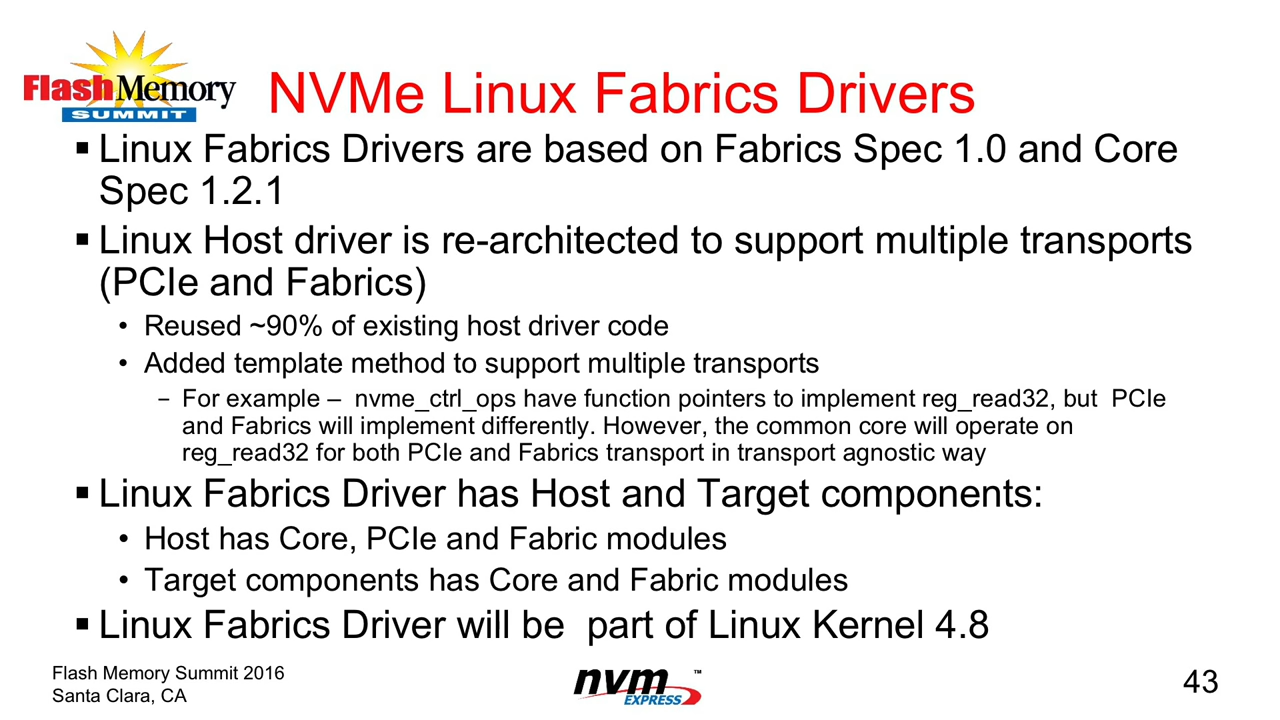 Flash Memory
SUMMIT
NVMe Linux Fabrics Drivers
▪ Linux Fabrics Drivers are based on Fabrics Spec 1.0 and Core
Spec 1.2.1
▪ Linux Host driver is re-architected to support multiple transports
(PCIe and Fabrics)
• Reused ~90% of existing host driver code
• Added template method to support multiple transports
– For example –  nvme_ctrl_ops have function pointers to implement reg_read32, but  PCIe
and Fabrics will implement differently. However, the common core will operate on
reg_read32 for both PCIe and Fabrics transport in transport agnostic way
▪ Linux Fabrics Driver has Host and Target components:
• Host has Core, PCIe and Fabric modules
• Target components has Core and Fabric modules
▪ Linux Fabrics Driver will be  part of Linux Kernel 4.8
Flash Memory Summit 2016
Santa Clara, CA
nvm ™
EXPRESS
43